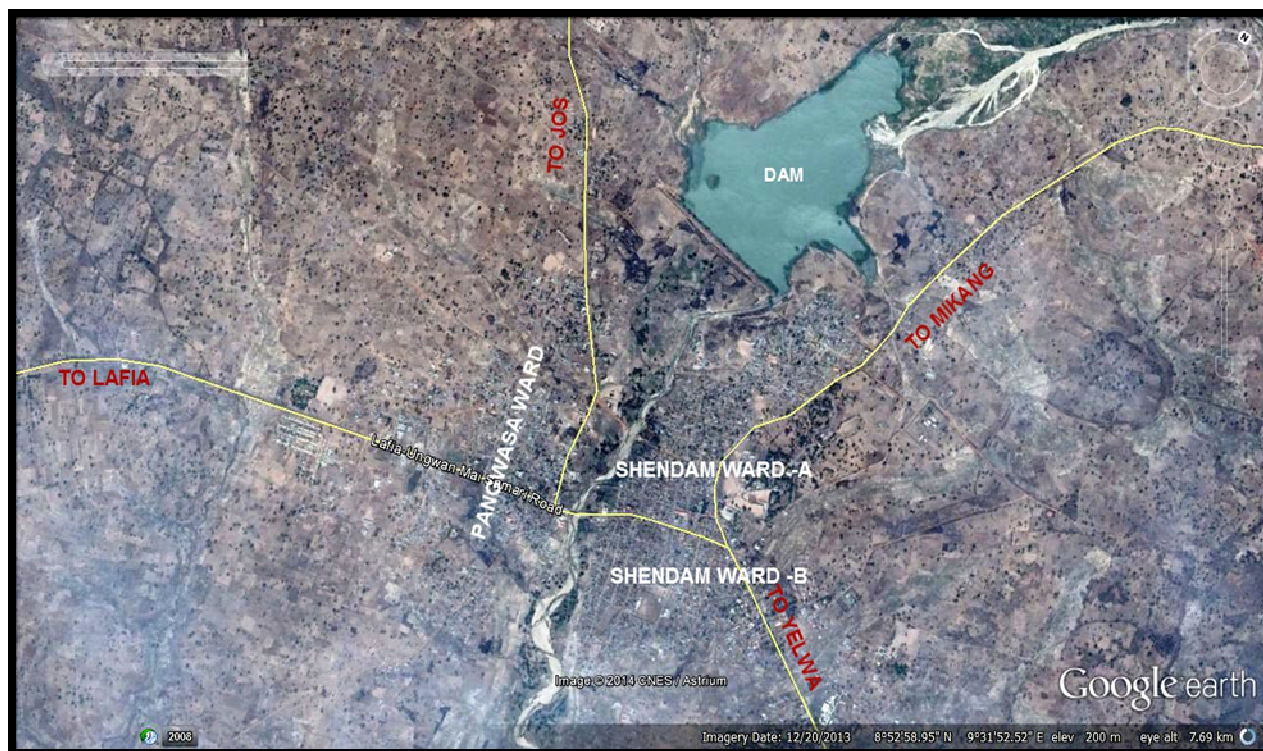 N
TO JOS
DAM
TO MIKANG
TO LAFIA
PANGWASA WARD
SHENDAM WARD -A
SHENDAM WARD -B
TO YELWA
Image © 2014 CNES / Astrium
Google earth
2008
Imagery Date: 12/20/2013 8°52'58.95" N 9°31'52.52" E elev 200 m eye alt 7.69 km
Lafia-Ungwan Mai Road